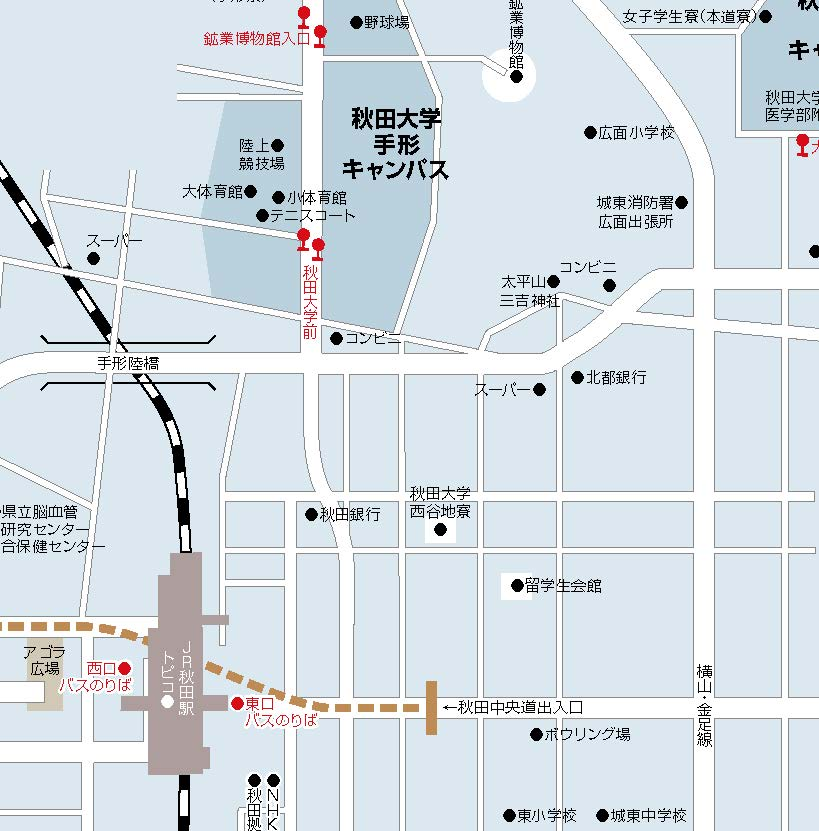 野球場
鉱業博物館入口
鉱業博物館
女子学生寮(本道寮)
秋田大学
手形
キャンパス
秋田大学
医学部附
陸上
競技場
大体育館
小体育館
テニスコート
広面小学校
城東消防署
広面出張所
スーパー
秋田大学前
太平山
三吉神社
コンビニ
コンビニ
手形陸橋
スーパー
北都銀行
秋田大学
西谷地寮
秋田銀行
県立脳血管
研究センター
合保健センター
留学生会館
アゴラ
広場
西口
バスのりば
JR秋田駅
トピコ
東口
バスのりば
←秋田中央道出入口
横山・金足線
ボウリング場
秋田拠
NHK
東小学校
城東中学校